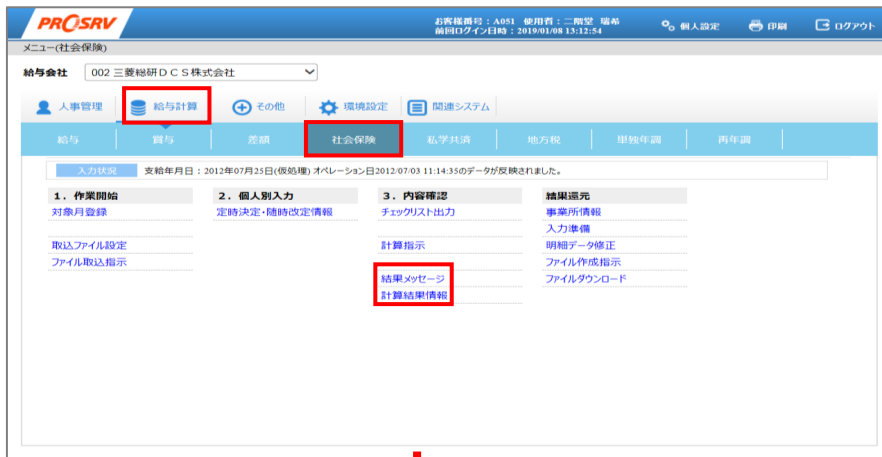 PROSRV
お客様番号：A051 使用者：二階堂 瑞希
前回ログイン日時：2019/01/08 13:12:54
個人設定
印刷
ログアウト
メニュー(社会保険)
給与会社
002 三菱総研ＤＣＳ株式会社
人事管理
給与計算
その他
環境設定
関連システム
給与
賞与
差額
社会保険
私学共済
地方税
単独年調
再年調
入力状況
支給年月日：2012年07月25日(仮処理) オペレーション日2012/07/03 11:14:35のデータが反映されました。
1．作業開始
対象月登録
取込ファイル設定
ファイル取込指示
2．個人別入力
定時決定・随時改定情報
3．内容確認
チェックリスト出力
計算指示
結果メッセージ
計算結果情報
結果還元
事業所情報
入力準備
明細データ修正
ファイル作成指示
ファイルダウンロード